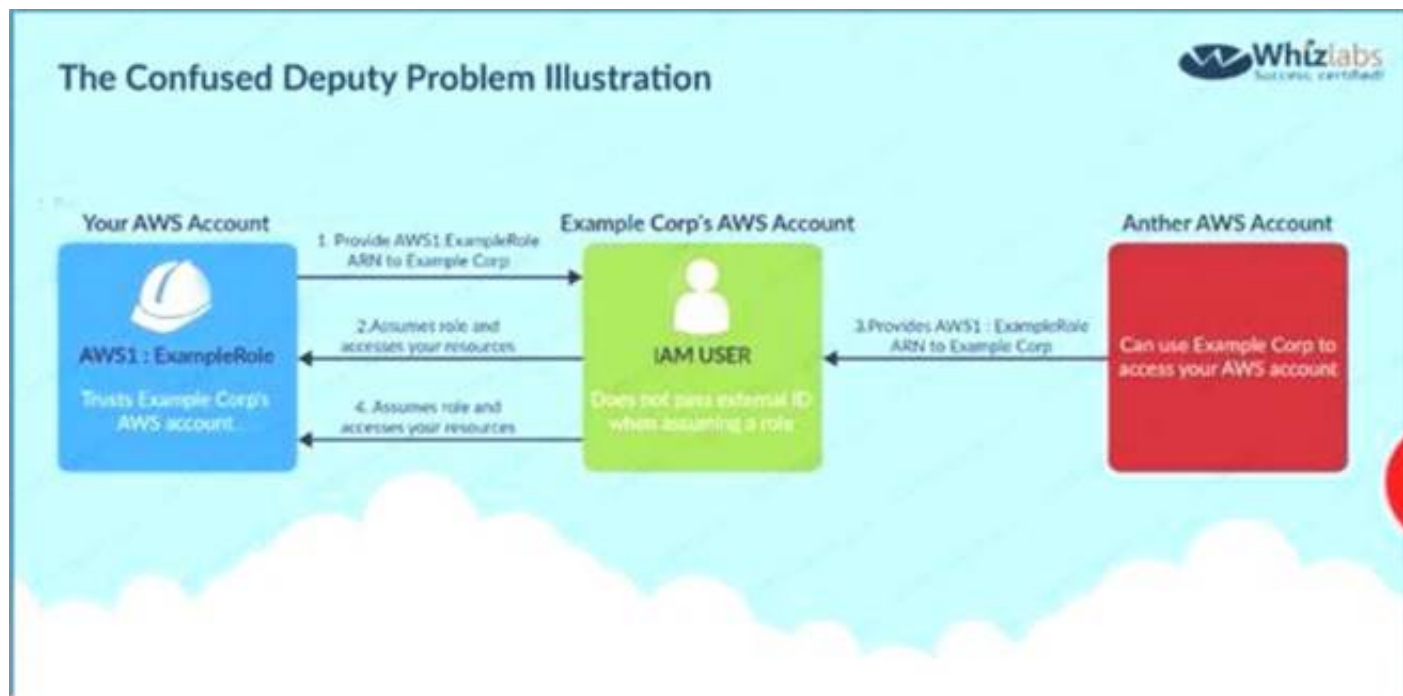 The Confused Deputy Problem Illustration
Whizlabs
Success, certified!
Your AWS Account
1. Provide AWS1 ExampleRole
ARN to Example Corp
Example Corp's AWS Account
Anther AWS Account
2.Assumes role and
accesses your resources
3.Provides AWS1 : ExampleRole
ARN to Example Corp
AWS1 : ExampleRole
IAM USER
Can use Example Corp to
access your AWS account
Trusts Example Corp's
AWS account
4. Assumes role and
accesses your resources
Does not pass external ID
when assuming a role